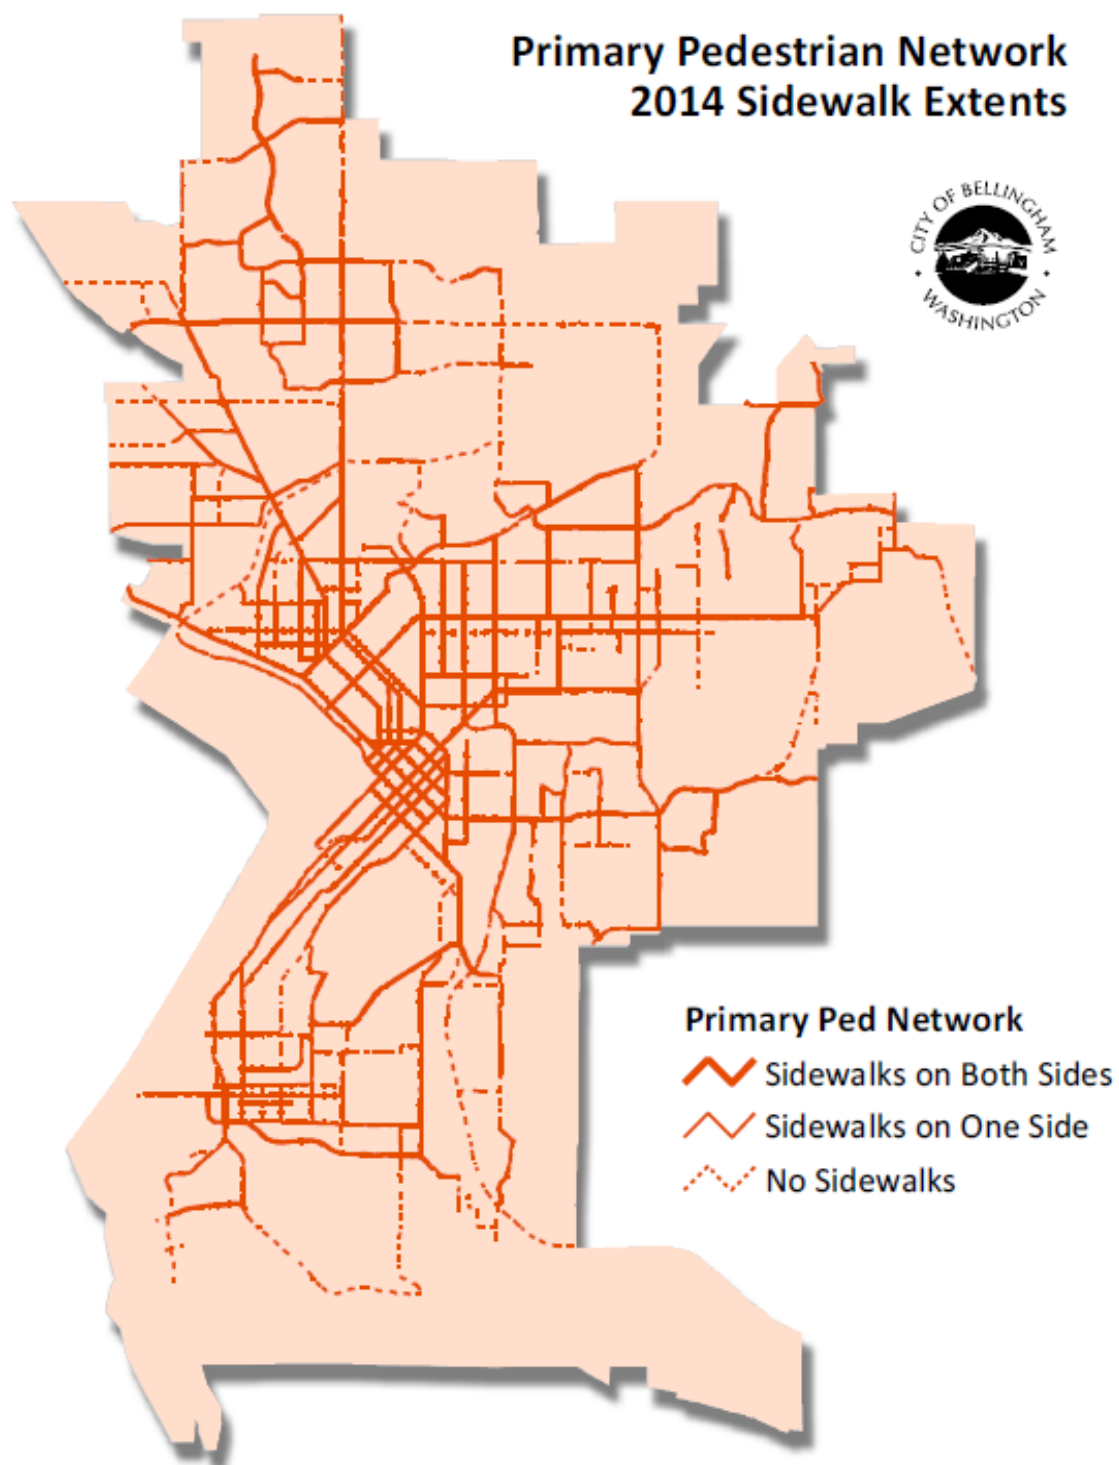 Primary Pedestrian Network
2014 Sidewalk Extents
CITY OF BELLINGHAM
• WASHINGTON •
Primary Ped Network
Sidewalks on Both Sides
Sidewalks on One Side
No Sidewalks